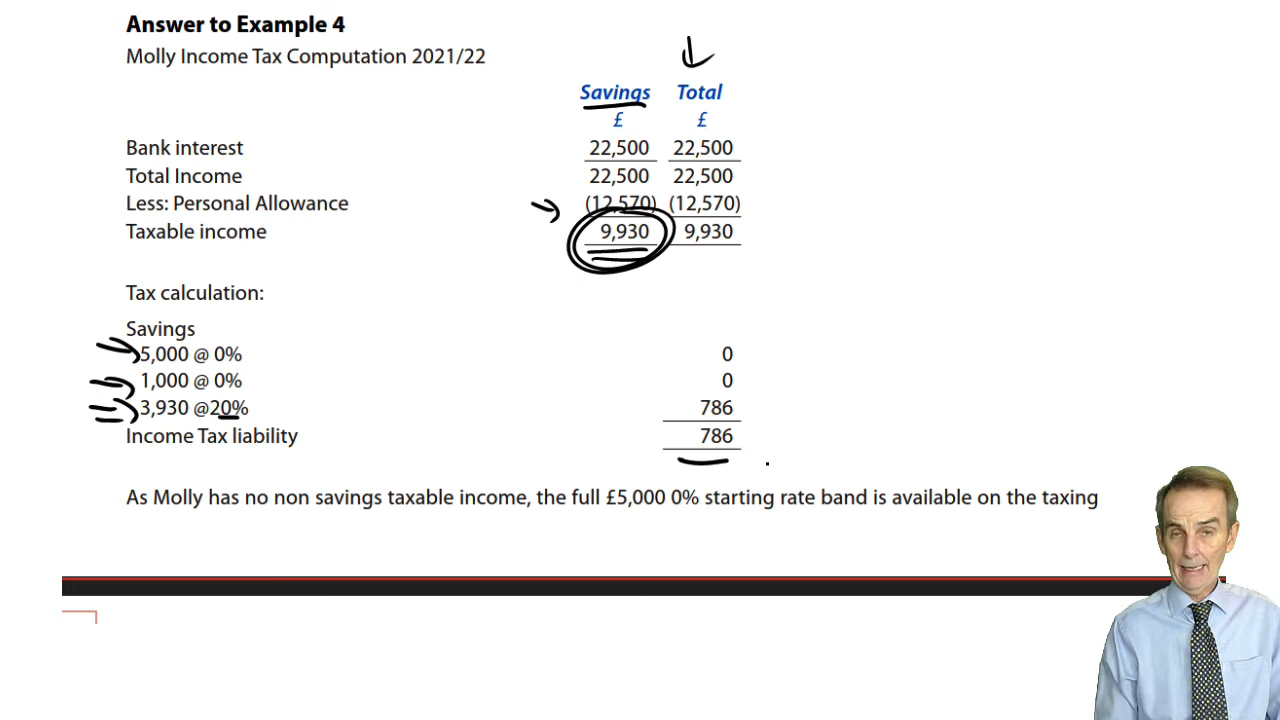 Answer to Example 4
Molly Income Tax Computation 2021/22
Savings Total
£ £
Bank interest 22,500 22,500
Total Income 22,500 22,500
Less: Personal Allowance (12,570) (12,570)
Taxable income 9,930 9,930
Tax calculation:
Savings
5,000 @ 0% 0
1,000 @ 0% 0
3,930 @20% 786
Income Tax liability 786
As Molly has no non savings taxable income, the full £5,000 0% starting rate band is available on the taxing